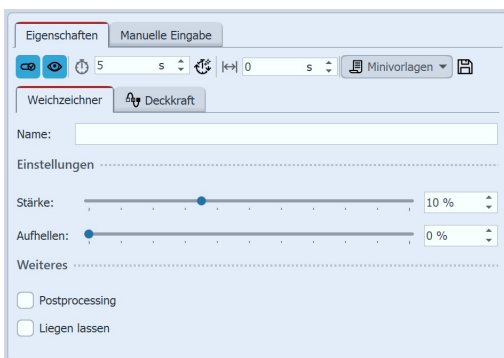 Eigenschaften Manuelle Eingabe
5 s 0 s Minivorlagen
Weichzeichner Deckkraft
Name:
Einstellungen
Stärke: 10 %
Aufhellen: 0 %
Weiteres
Postprocessing
Liegen lassen